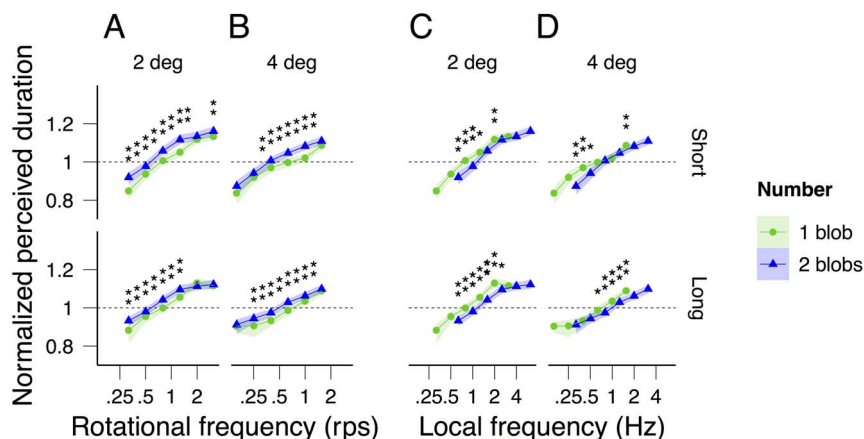 A B C D
2 deg 4 deg 2 deg 4 deg
Normalized perceived duration
1.2
1
0.8
Short
1.2
1
0.8
Long
.25 .5 1 2 .25 .5 1 2 .25 .5 1 2 4 .25 .5 1 2 4
Rotational frequency (rps) Local frequency (Hz)
Number
1 blob
2 blobs